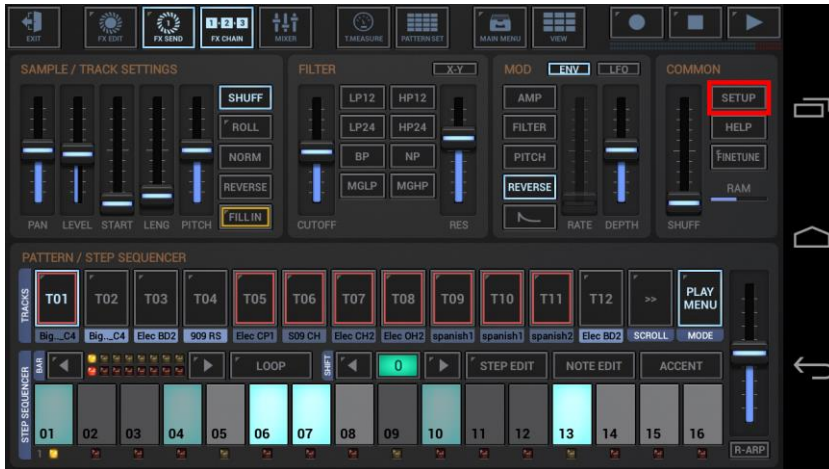 EXIT
FX EDIT
FX SEND
1
FX CHAIN
1 2 3
MIXER
T.MEASURE
PATTERN SET
MAIN MENU
VIEW
SAMPLE / TRACK SETTINGS
SHUFF
ROLL
NORM
REVERSE
FILL IN
PAN LEVEL START LENG PITCH
FILTER
X-Y
LP12 HP12
LP24 HP24
BP NP
MGLP MGHP
CUTOFF RES
MOD ENV LFO
AMP
FILTER
PITCH
REVERSE
RATE DEPTH
COMMON
SETUP
HELP
FINETUNE
RAM
SHUFF
PATTERN / STEP SEQUENCER
TRACKS
T01 T02 T03 T04 T05 T06 T07 T08 T09 T10 T11 T12 >> PLAY MENU
Big.._C4 Big.._C4 Elec BD2 909 RS Elec CP1 S09 CH Elec CH2 Elec OH2 spanish1 spanish1 spanish2 Elec BD2 SCROLL MODE
BAR LOOP SHIFT 0 STEP EDIT NOTE EDIT ACCENT
STEP SEQUENCER
01 02 03 04 05 06 07 08 09 10 11 12 13 14 15 16
1
R-ARP